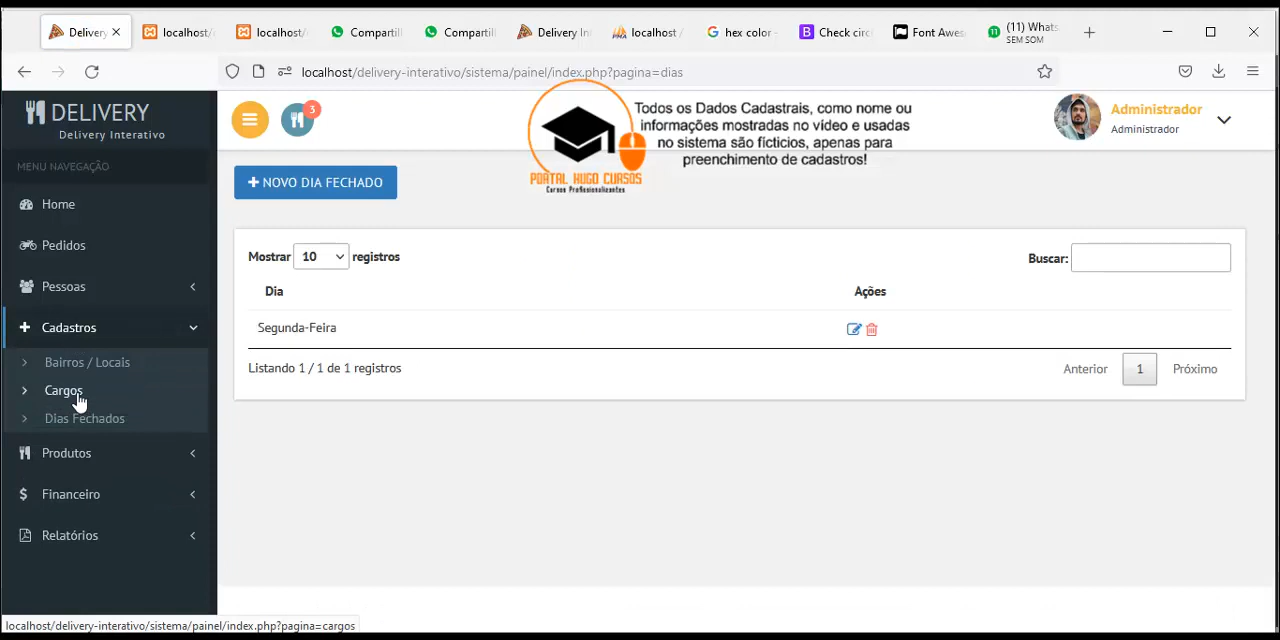 Delivery
localhost/
localhost/
Compartill
Compartill
Delivery In
localhost /
hex color
Check circ
Font Awes
(11) Whats
SEM SOM
localhost/delivery-interativo/sistema/painel/index.php?pagina=dias
DELIVERY
Delivery Interativo
3
PORTAL HUGO CURSOS
Cursos Profissionalizantes
Todos os Dados Cadastrais, como nome ou
informações mostradas no vídeo e usadas
no sistema são fictícios, apenas para
preenchimento de cadastros!
Administrador
Administrador
MENU NAVEGAÇÃO
Home
Pedidos
Pessoas
Cadastros
Bairros / Locais
Cargos
Dias Fechados
Produtos
Financeiro
Relatórios
NOVO DIA FECHADO
Mostrar 10 registros
Buscar:
Dia Ações
Segunda-Feira
Listando 1 / 1 de 1 registros
Anterior 1 Próximo
localhost/delivery-interativo/sistema/painel/index.php?pagina=cargos